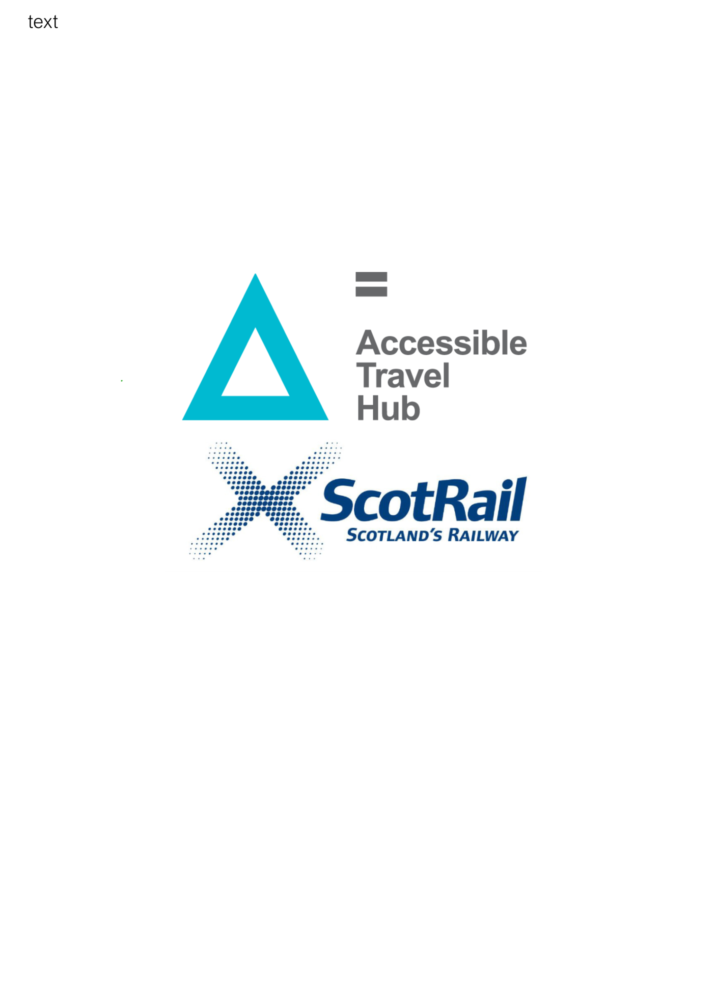 text
Accessible
Travel
Hub
ScotRail
SCOTLAND'S RAILWAY